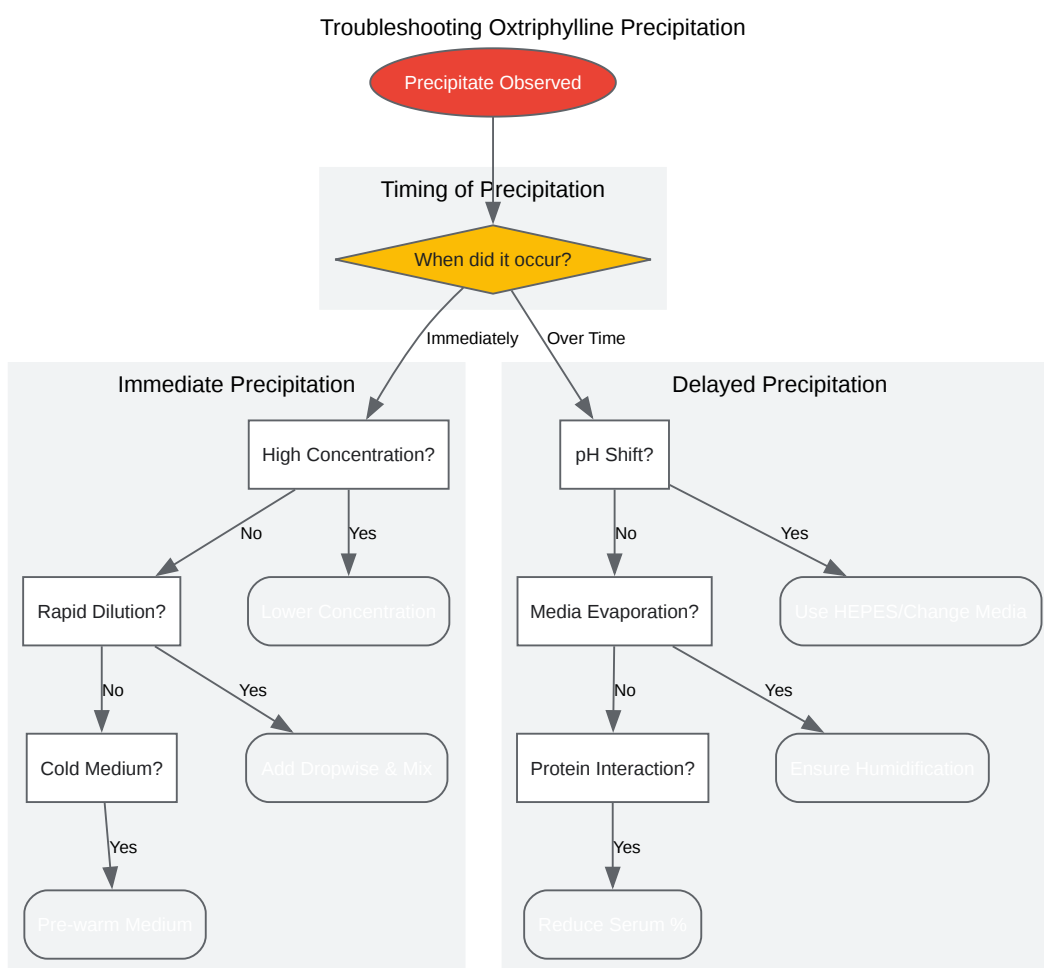 Troubleshooting Oxtriphylline Precipitation
Precipitate Observed
Timing of Precipitation
When did it occur?
Immediately
Over Time
Immediate Precipitation
Delayed Precipitation
High Concentration?
pH Shift?
No
Yes
No
Yes
Rapid Dilution?
Lower Concentration
Media Evaporation?
Use HEPES/Change Media
No
Yes
No
Yes
Cold Medium?
Add Dropwise & Mix
Protein Interaction?
Ensure Humidification
Yes
Yes
Pre-warm Medium
Reduce Serum %